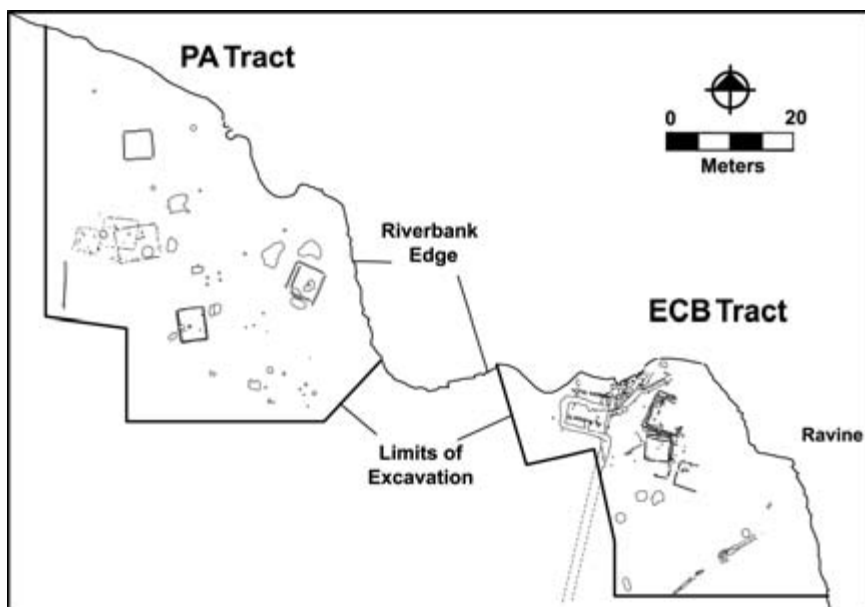 PA Tract
0 20
Meters
Riverbank
Edge
ECB Tract
Ravine
Limits of
Excavation